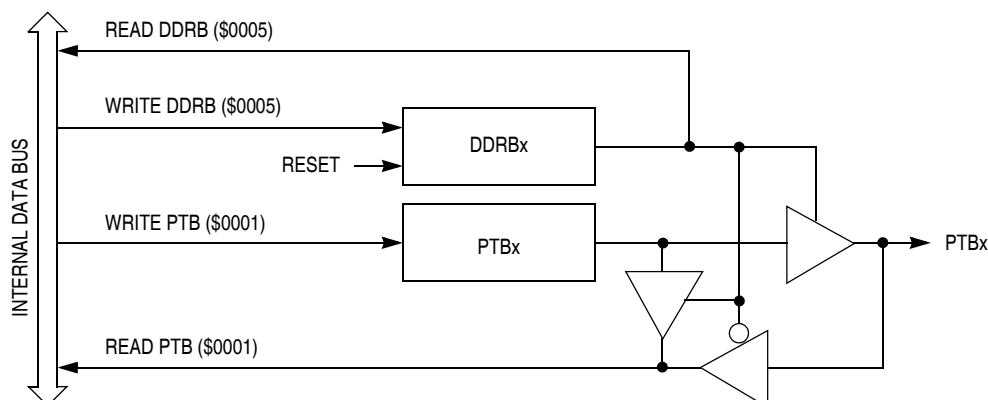 READ DDRB ($0005)
WRITE DDRB ($0005)
DDRBx
RESET
INTERNAL DATA BUS
WRITE PTB ($0001)
PTBx
PTBx
READ PTB ($0001)